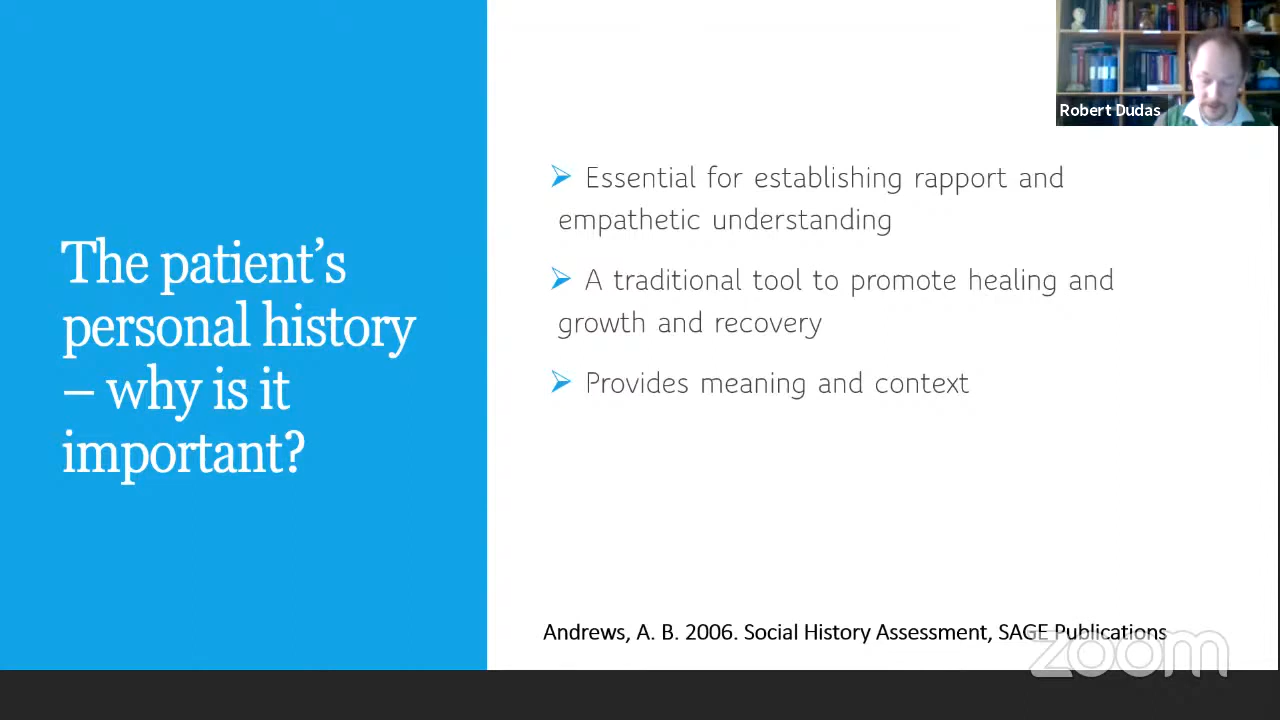 Robert Dudas
The patient’s
personal history
– why is it
important?
➢ Essential for establishing rapport and
empathetic understanding
➢ A traditional tool to promote healing and
growth and recovery
➢ Provides meaning and context
Andrews, A. B. 2006. Social History Assessment, SAGE Publications
zoom